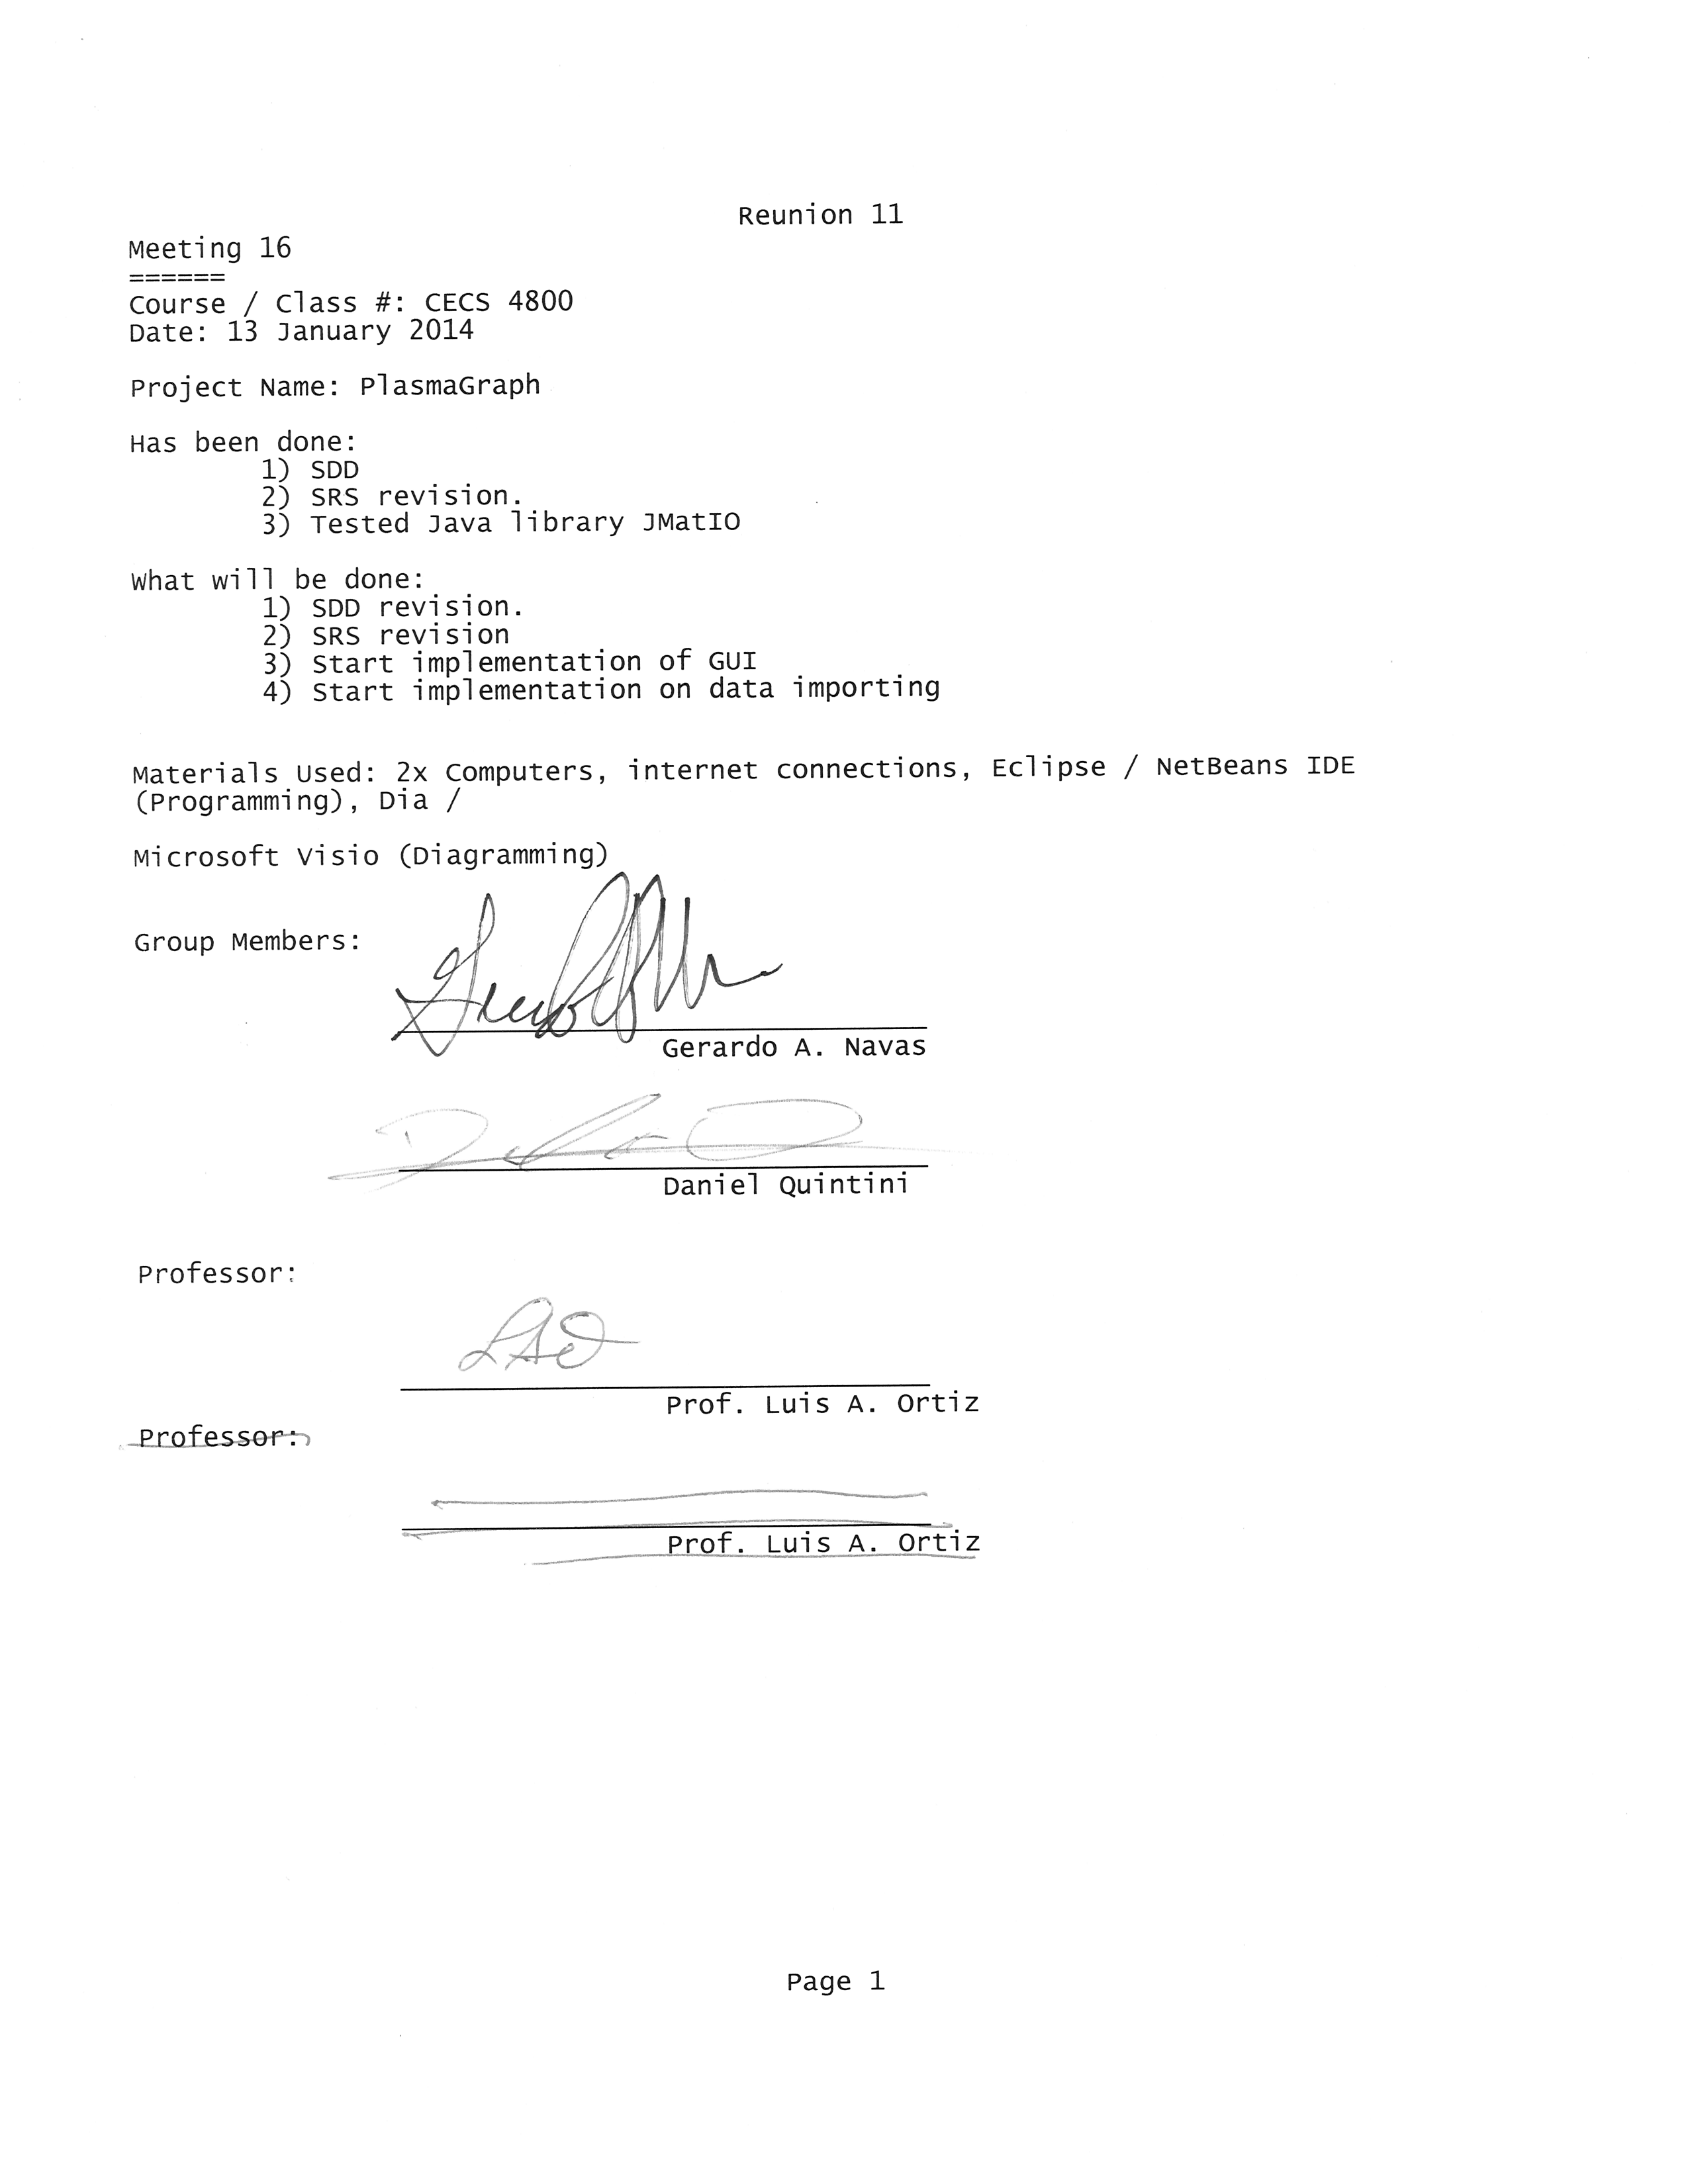 Reunion 11
Meeting 16
======
Course / Class #: CECS 4800
Date: 13 January 2014
Project Name: PlasmaGraph
Has been done:
1) SDD
2) SRS revision.
3) Tested Java library JMatIO
What will be done:
1) SDD revision.
2) SRS revision
3) Start implementation of GUI
4) Start implementation on data importing
Materials Used: 2x Computers, internet connections, Eclipse / NetBeans IDE
(Programming), Dia /
Microsoft Visio (Diagramming)
Group Members:
Gerardo A. Navas
Daniel Quintini
Professor:
Prof. Luis A. Ortiz
Professor:
Prof. Luis A. Ortiz
Page 1